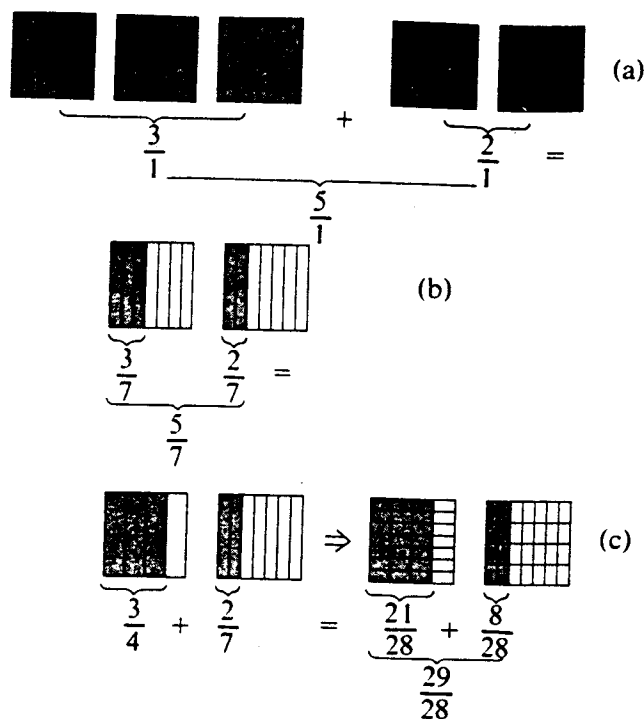 (a)
+
3/1 2/1 =
5/1
(b)
3/7 2/7 =
5/7
⇒ (c)
3/4 + 2/7 = 21/28 + 8/28
29/28